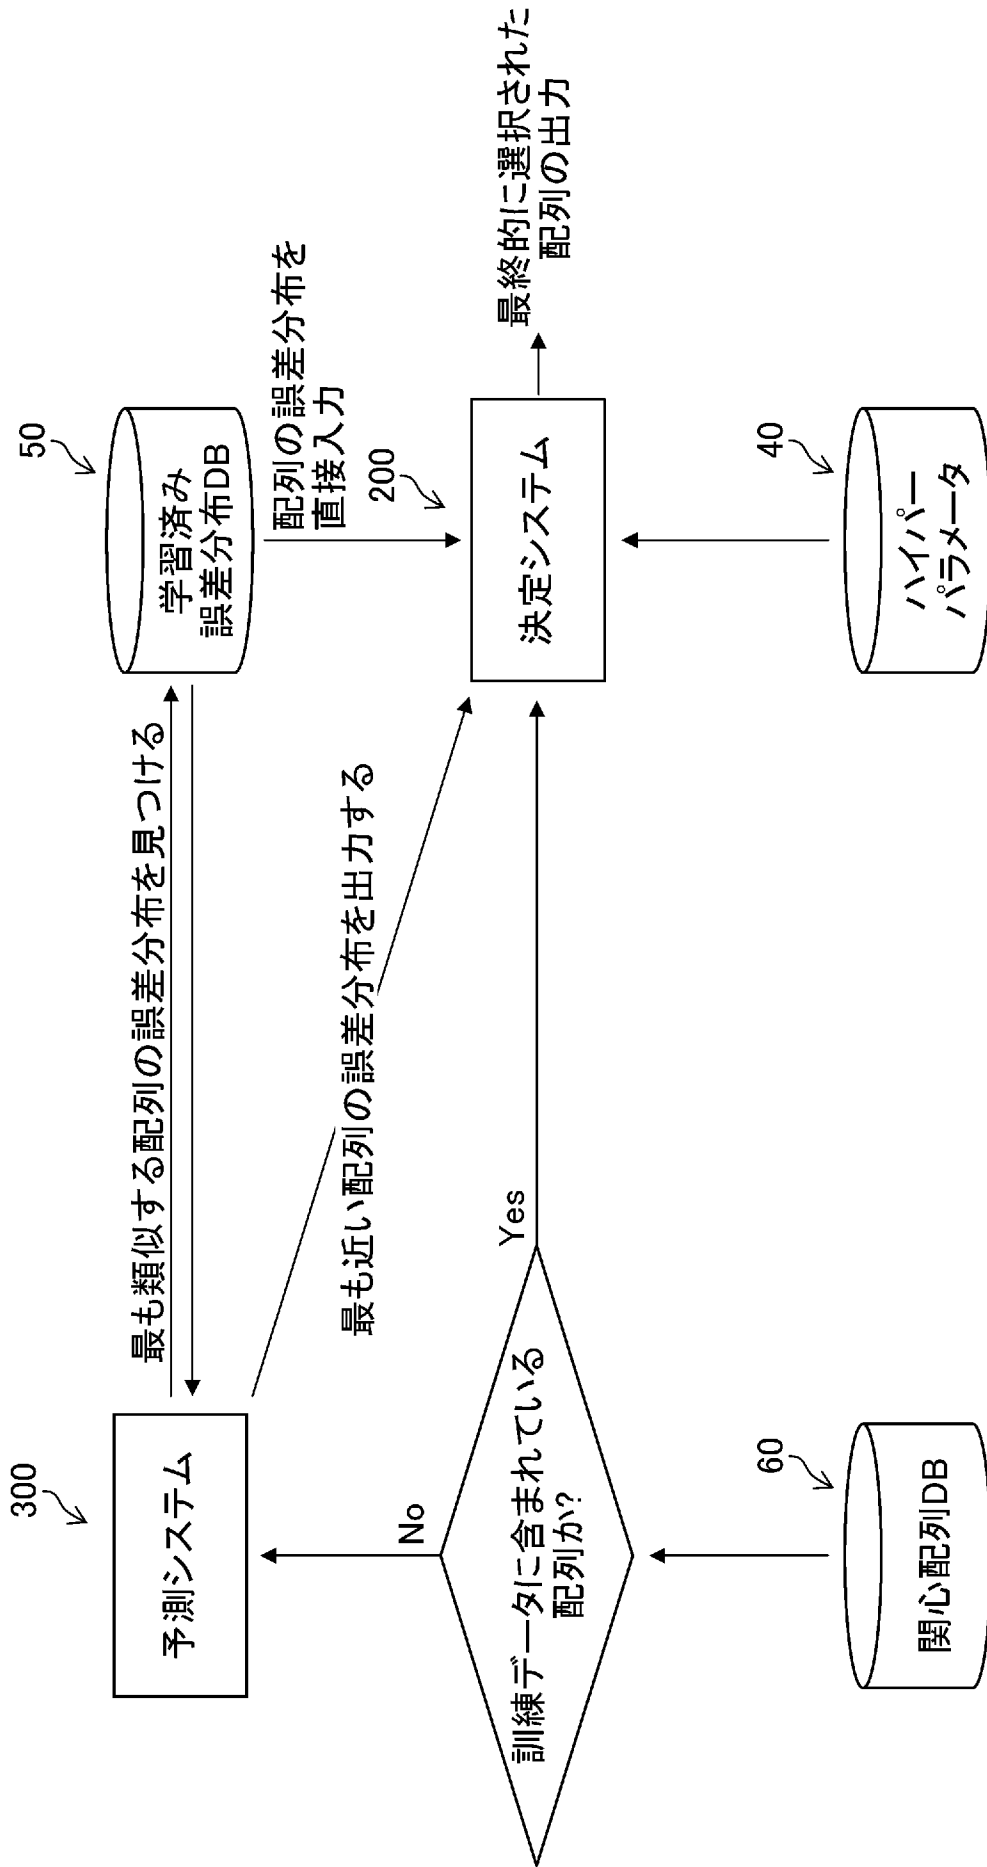 300
予測システム
最も類似する配列の誤差分布を見つける
50
学習済み
誤差分布DB
配列の誤差分布を
直接入力
最も近い配列の誤差分布を出力する
No
訓練データに含まれている
配列か?
Yes
200
決定システム
最終的に選択された
配列の出力
60
関心配列DB
40
ハイパー
パラメータ